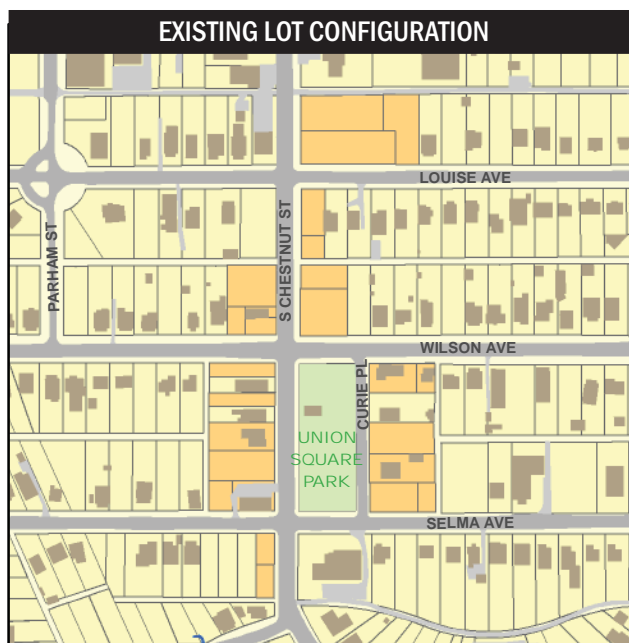 EXISTING LOT CONFIGURATION
LOUISE AVE
PARHAM ST
S CHESTNUT ST
WILSON AVE
CURIE PL
UNION
SQUARE
PARK
SELMA AVE